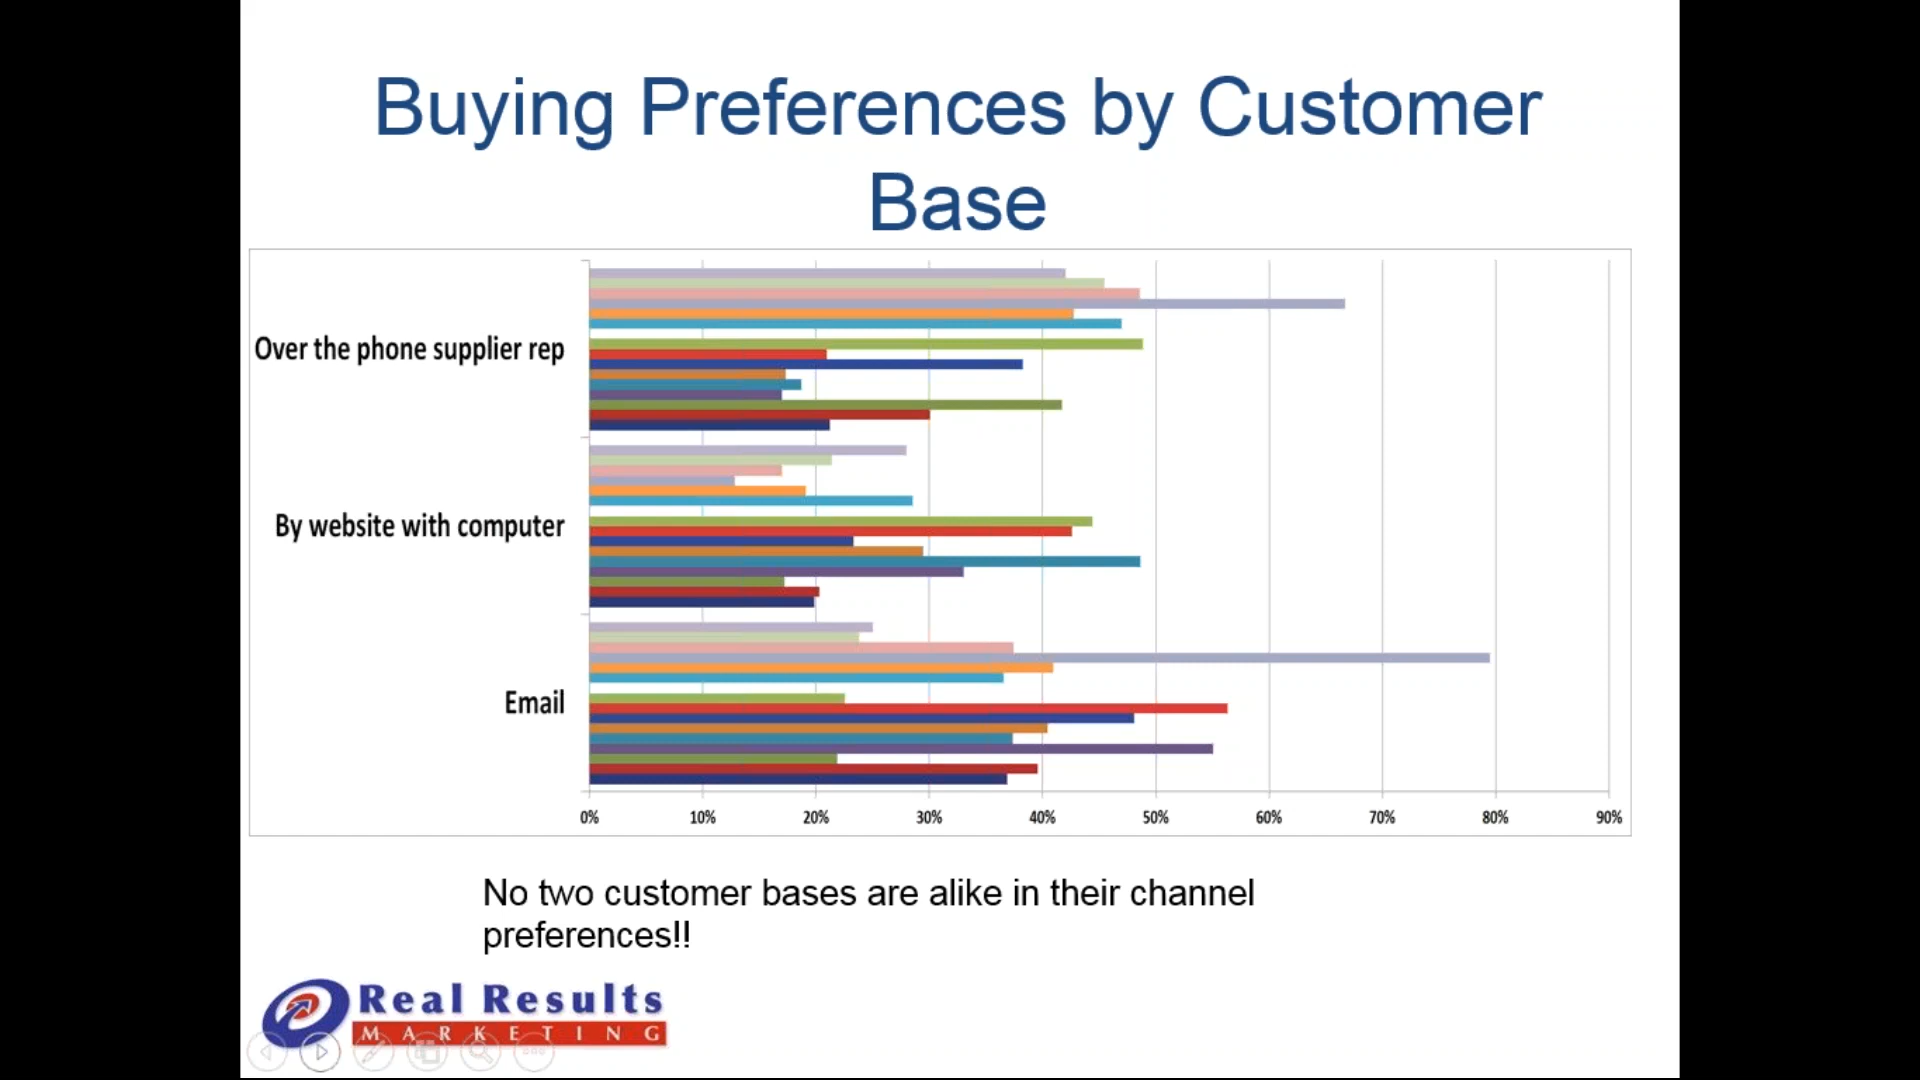 Buying Preferences by Customer
Base
Over the phone supplier rep
By website with computer
Email
0% 10% 20% 30% 40% 50% 60% 70% 80% 90%
No two customer bases are alike in their channel
preferences!!
Real Results
MARKETING